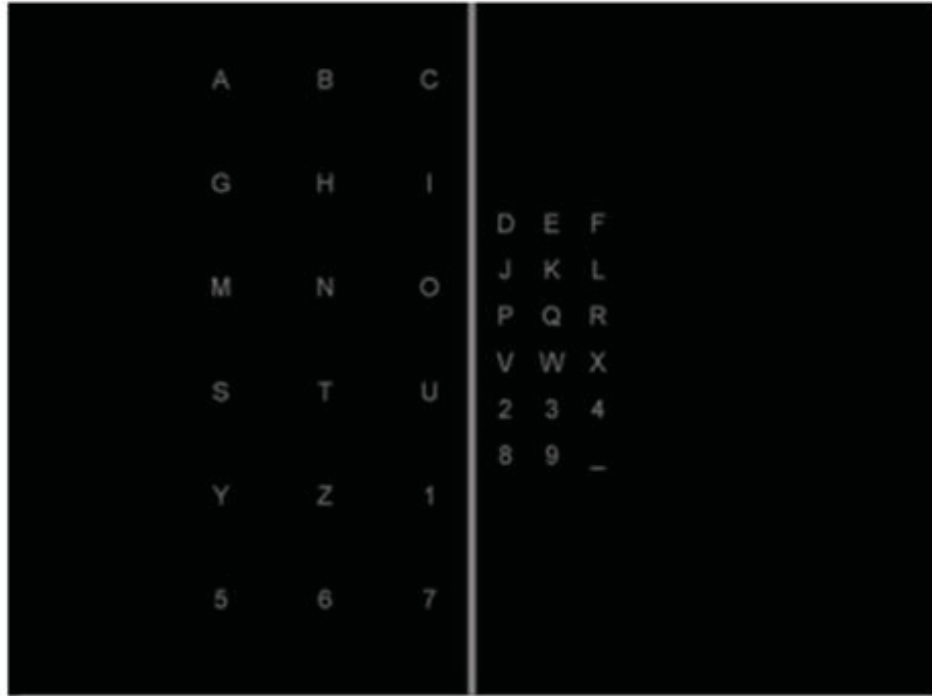 A B C
G H I
M N O
S T U
Y Z 1
5 6 7
D E F
J K L
P Q R
V W X
2 3 4
8 9 _